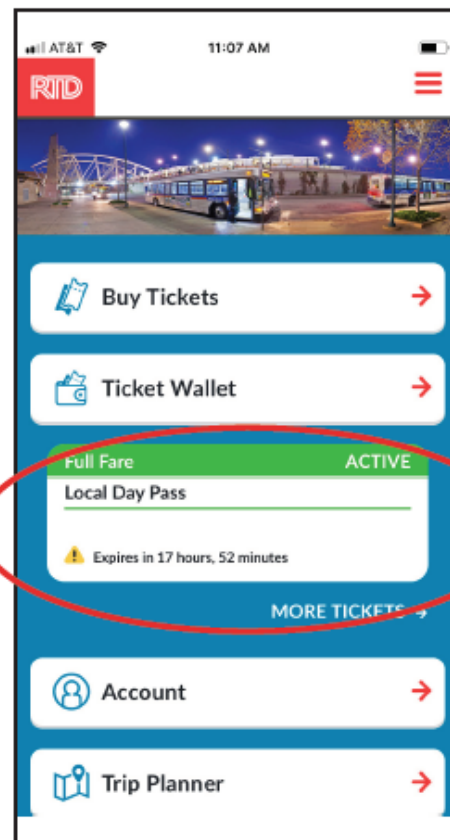 AT&T 11:07 AM
RTD
Buy Tickets
Ticket Wallet
Full Fare ACTIVE
Local Day Pass
Expires in 17 hours, 52 minutes
MORE TICKETS
Account
Trip Planner